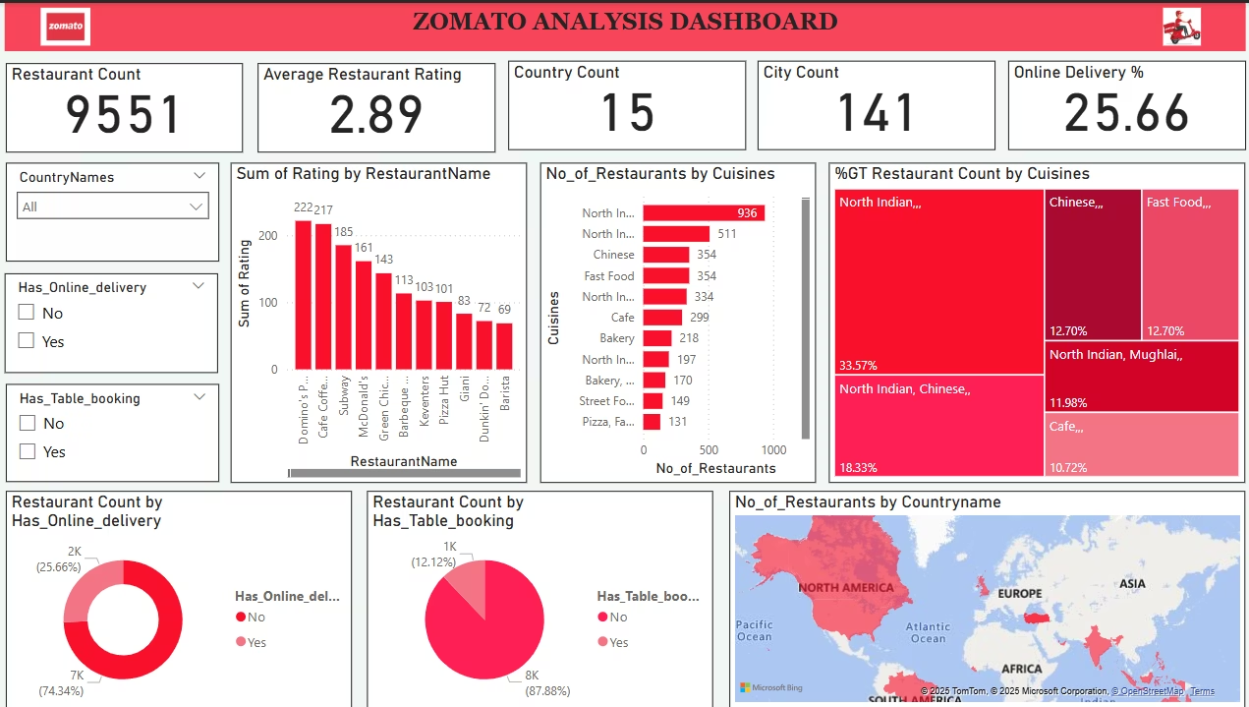 zomato
ZOMATO ANALYSIS DASHBOARD
Restaurant Count
9551
Average Restaurant Rating
2.89
Country Count
15
City Count
141
Online Delivery %
25.66
CountryNames
All
Has_Online_delivery
No
Yes
Has_Table_booking
No
Yes
Sum of Rating by RestaurantName
Sum of Rating
200
100
0
222
217
185
161
143
113
103
101
83
72
69
Domino's P...
Cafe Coffe...
Subway
McDonald's
Green Chic...
Barbeque ...
Keventers
Pizza Hut
Giani
Dunkin' Do...
Barista
RestaurantName
No_of_Restaurants by Cuisines
Cuisines
North In... 936
North In... 511
Chinese 354
Fast Food 354
North In... 334
Cafe 299
Bakery 218
North In... 197
Bakery, ... 170
Street Fo... 149
Pizza, Fa... 131
0 500 1000
No_of_Restaurants
%GT Restaurant Count by Cuisines
North Indian,,,
33.57%
North Indian, Chinese,,
18.33%
Chinese,,,
12.70%
Fast Food,,,
12.70%
North Indian, Mughlai,,
11.98%
Cafe,,,
10.72%
Restaurant Count by
Has_Online_delivery
2K
(25.66%)
7K
(74.34%)
Has_Online_del...
No
Yes
Restaurant Count by
Has_Table_booking
1K
(12.12%)
8K
(87.88%)
Has_Table_boo...
No
Yes
No_of_Restaurants by Countryname
NORTH AMERICA
EUROPE
ASIA
Pacific
Ocean
Atlantic
Ocean
AFRICA
SOUTH AMERICA
Indian
Microsoft Bing
© 2025 TomTom, © 2025 Microsoft Corporation, © OpenStreetMap Terms